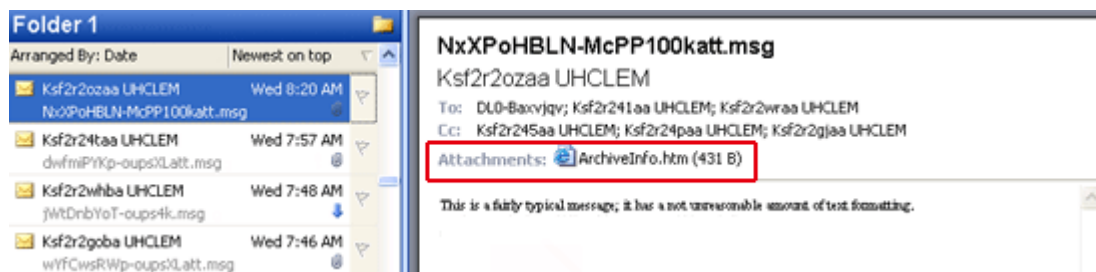 Folder 1
Arranged By: Date Newest on top
Ksf2r2ozaa UHCLEM Wed 8:20 AM
NxXPoHBLN-McPP100katt.msg
Ksf2r24taa UHCLEM Wed 7:57 AM
dwfmiPYKp-oupsXLatt.msg
Ksf2r2whba UHCLEM Wed 7:48 AM
jWtDnbYoT-oups4k.msg
Ksf2r2goba UHCLEM Wed 7:46 AM
wYfCwsRWp-oupsXLatt.msg
NxXPoHBLN-McPP100katt.msg
Ksf2r2ozaa UHCLEM
To: DL0-Baxvjqv; Ksf2r241aa UHCLEM; Ksf2r2wraa UHCLEM
Cc: Ksf2r245aa UHCLEM; Ksf2r24paa UHCLEM; Ksf2r2gjaa UHCLEM
Attachments: ArchiveInfo.htm (431 B)
This is a fairly typical message; it has a not unreasonable amount of text formatting.